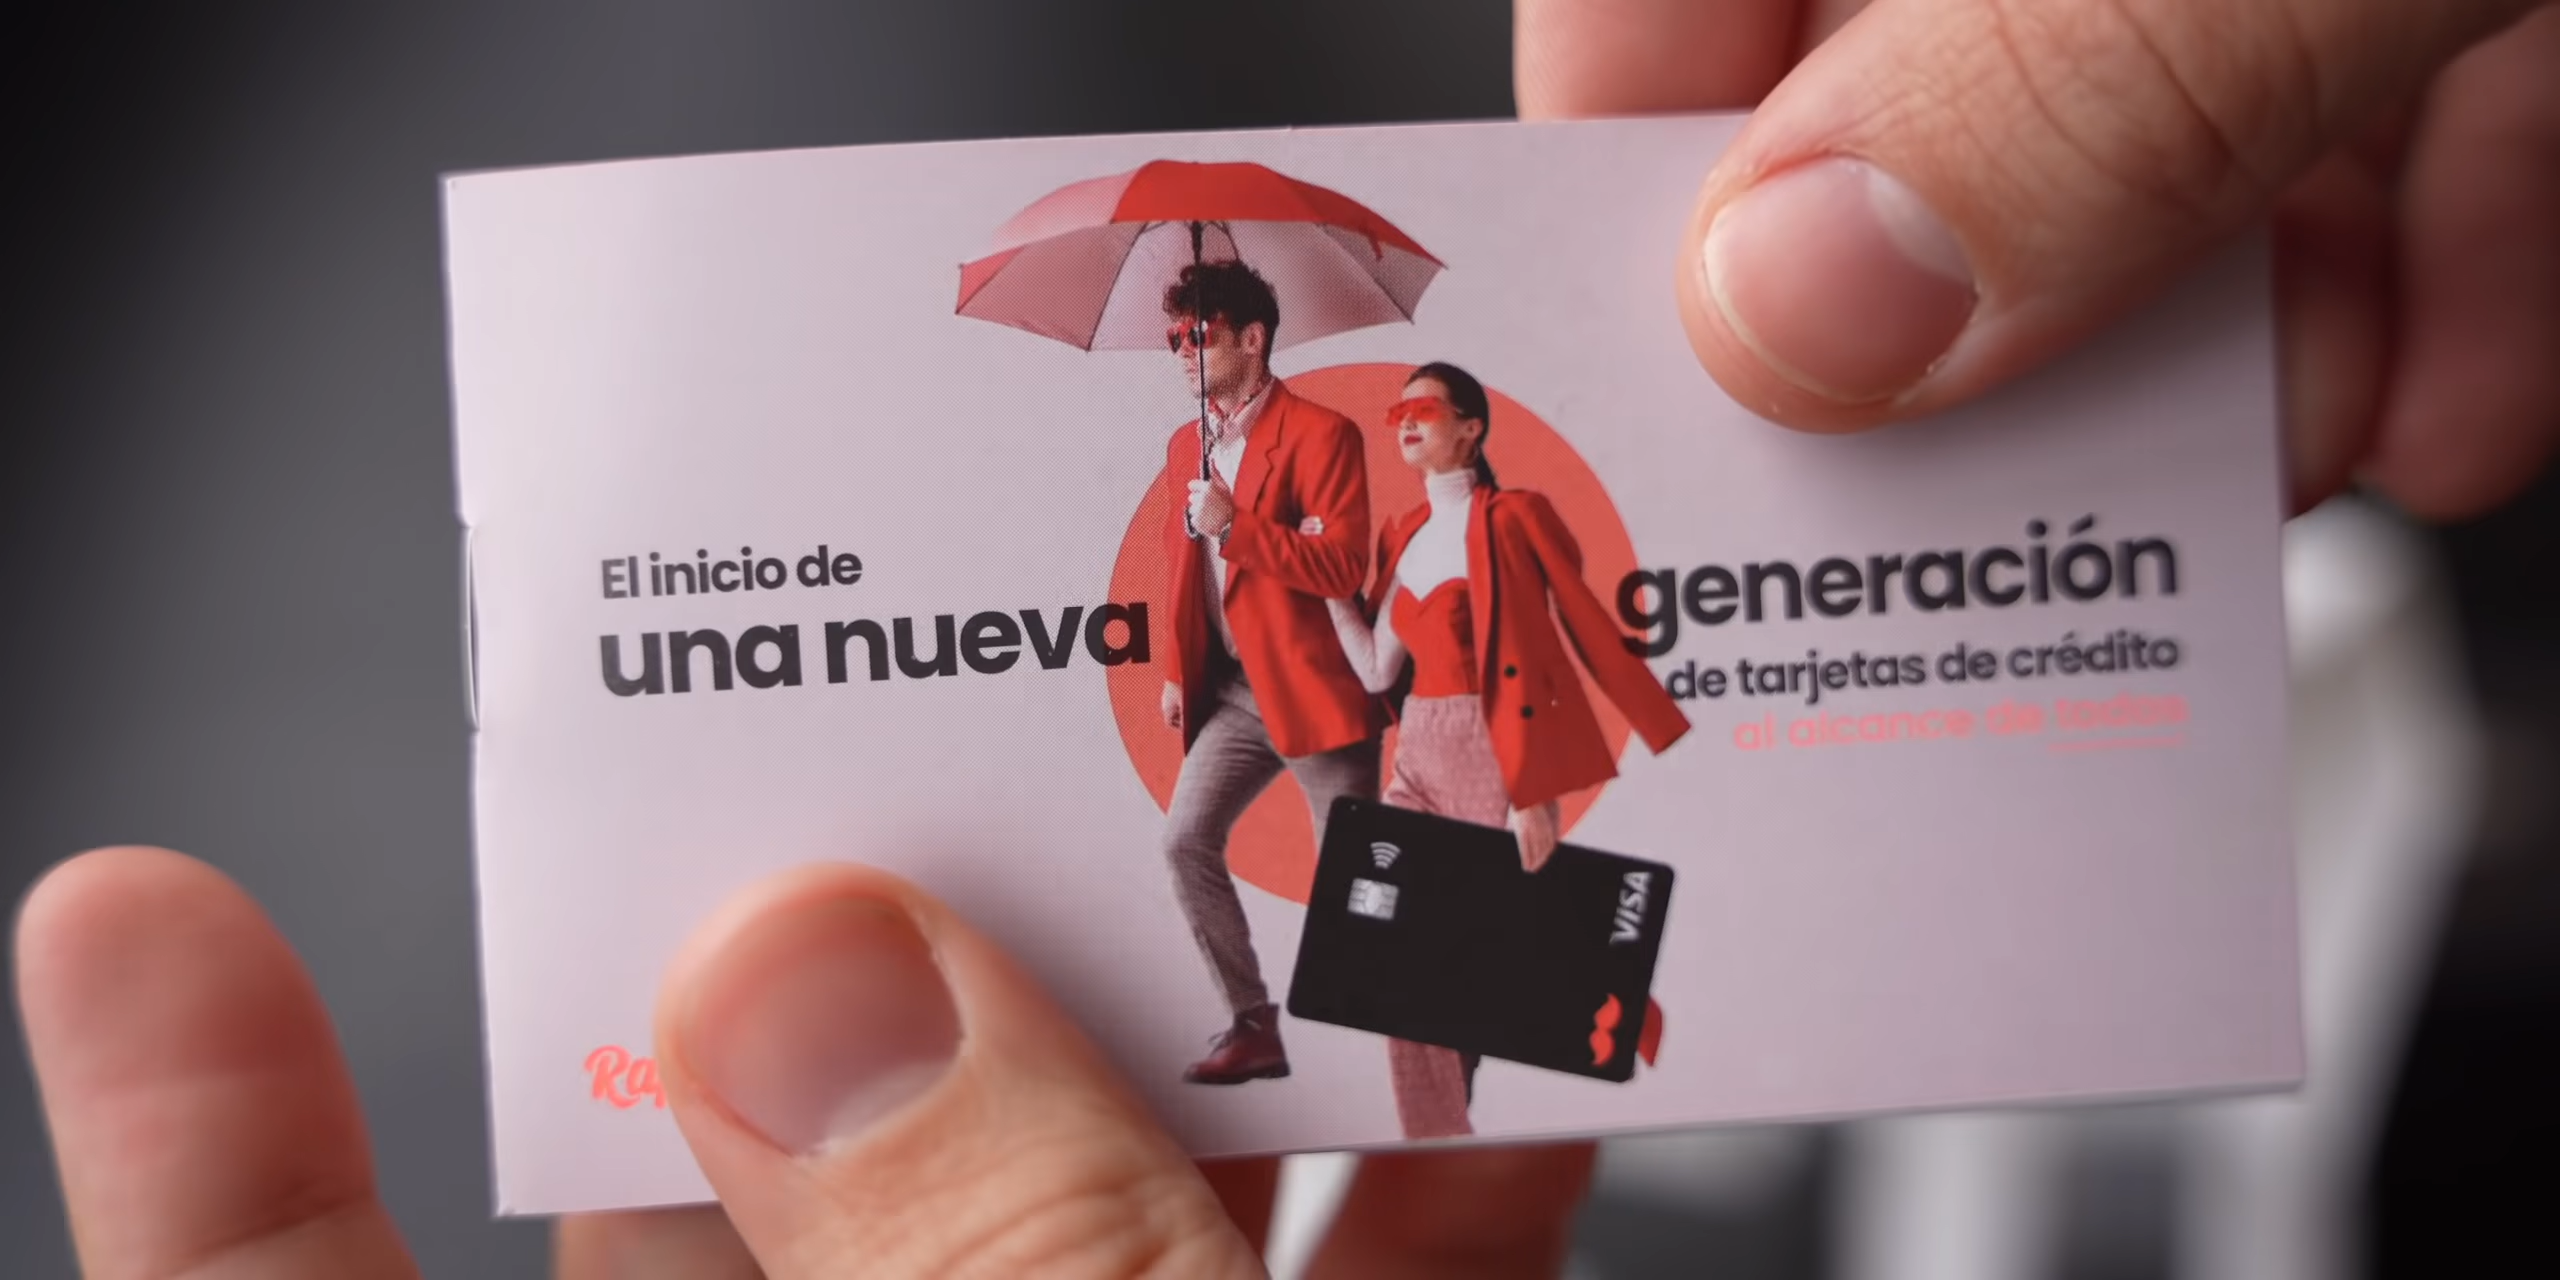 El inicio de
una nueva
generación
de tarjetas de crédito
al alcance de todos
VISA